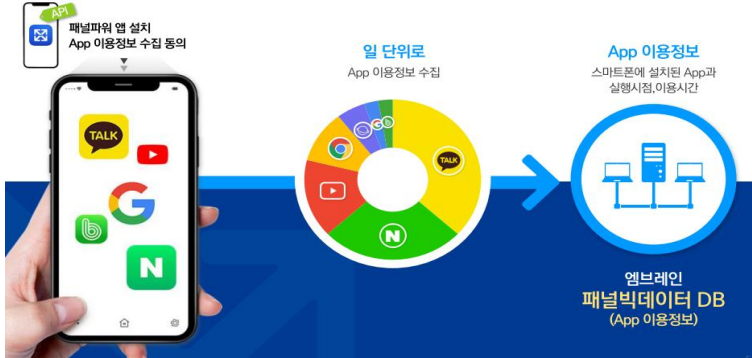 API
패널파워 앱 설치
App 이용정보 수집 동의
TALK
G
b
N
일 단위로
App 이용정보 수집
TALK
N
G
b
App 이용정보
스마트폰에 설치된 App과
실행시점,이용시간
엠브레인
패널빅데이터 DB
(App 이용정보)